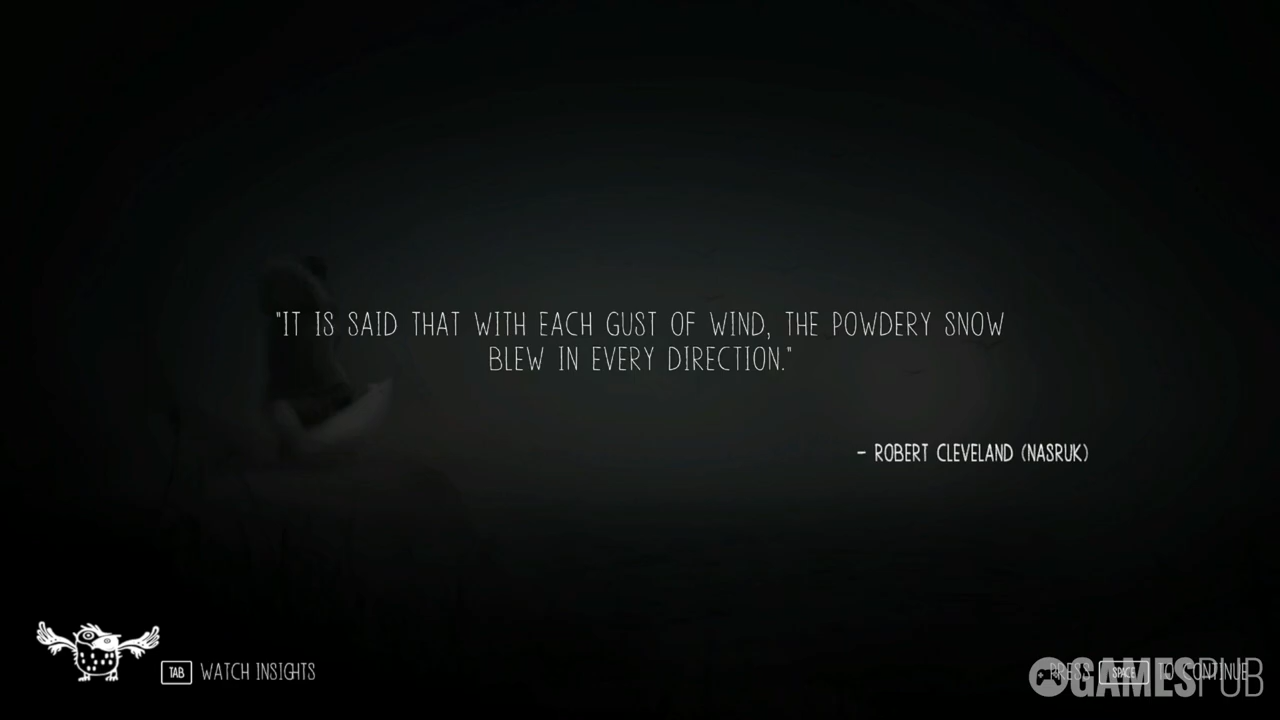 "IT IS SAID THAT WITH EACH GUST OF WIND, THE POWDERY SNOW
BLEW IN EVERY DIRECTION."
– ROBERT CLEVELAND (NASRUK)
TAB WATCH INSIGHTS
PRESS SPACE TO CONTINUE
GAMESPUB